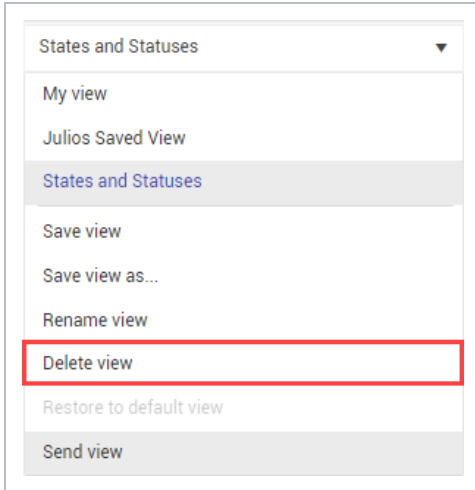 States and Statuses
My view
Julios Saved View
States and Statuses
Save view
Save view as...
Rename view
Delete view
Restore to default view
Send view